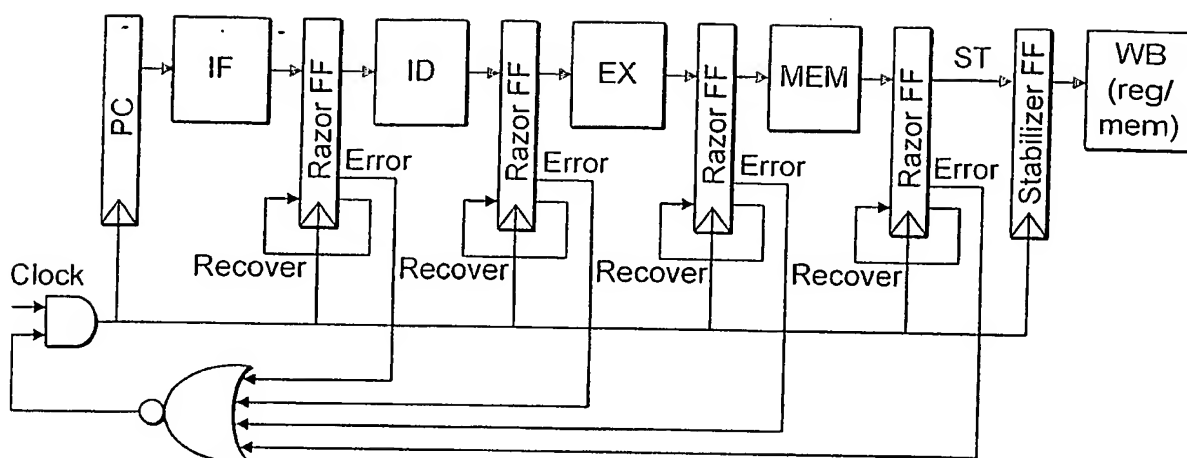 PC
IF
Razor FF
ID
Razor FF
EX
Razor FF
MEM
Razor FF
ST
Stabilizer FF
WB
(reg/
mem)
Error
Error
Error
Error
Recover
Recover
Recover
Recover
Clock